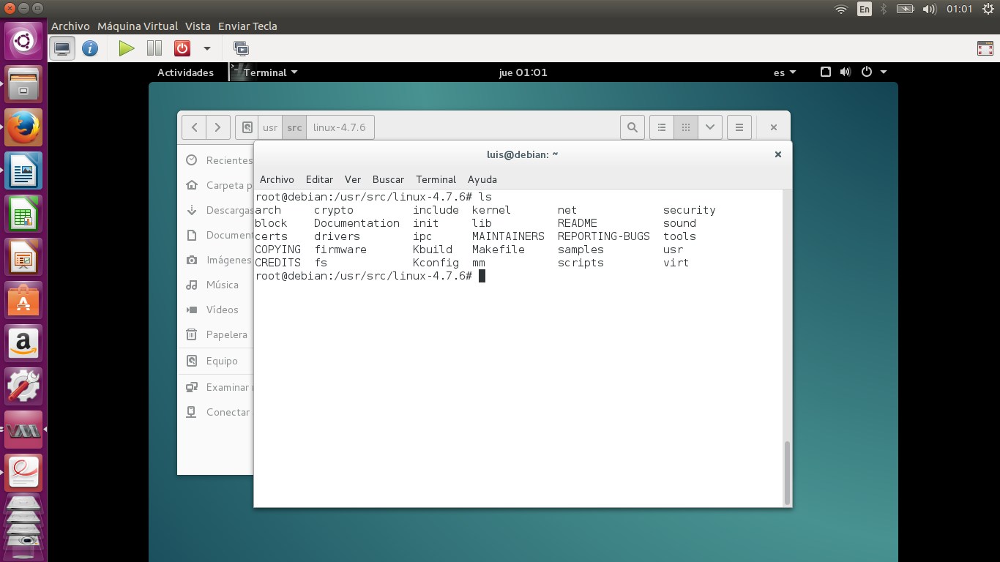 En 01:01
Archivo Máquina Virtual Vista Enviar Tecla
Actividades Terminal jue 01:01 es
usr src linux-4.7.6
Recientes
Carpeta p
Descargas
Document
Imágenes
Música
Vídeos
Papelera
Equipo
Examinar r
Conectar
luis@debian: ~
Archivo Editar Ver Buscar Terminal Ayuda
root@debian:/usr/src/linux-4.7.6# ls
arch crypto include kernel net security
block Documentation init lib README sound
certs drivers ipc MAINTAINERS REPORTING-BUGS tools
COPYING firmware Kbuild Makefile samples usr
CREDITS fs Kconfig mm scripts virt
root@debian:/usr/src/linux-4.7.6#